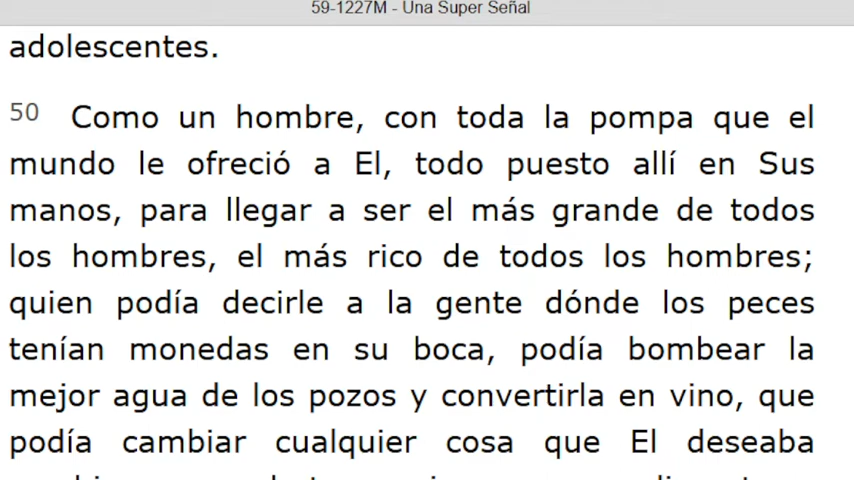 59-1227M - Una Super Señal
adolescentes.
50 Como un hombre, con toda la pompa que el
mundo le ofreció a El, todo puesto allí en Sus
manos, para llegar a ser el más grande de todos
los hombres, el más rico de todos los hombres;
quien podía decirle a la gente dónde los peces
tenían monedas en su boca, podía bombear la
mejor agua de los pozos y convertirla en vino, que
podía cambiar cualquier cosa que El deseaba